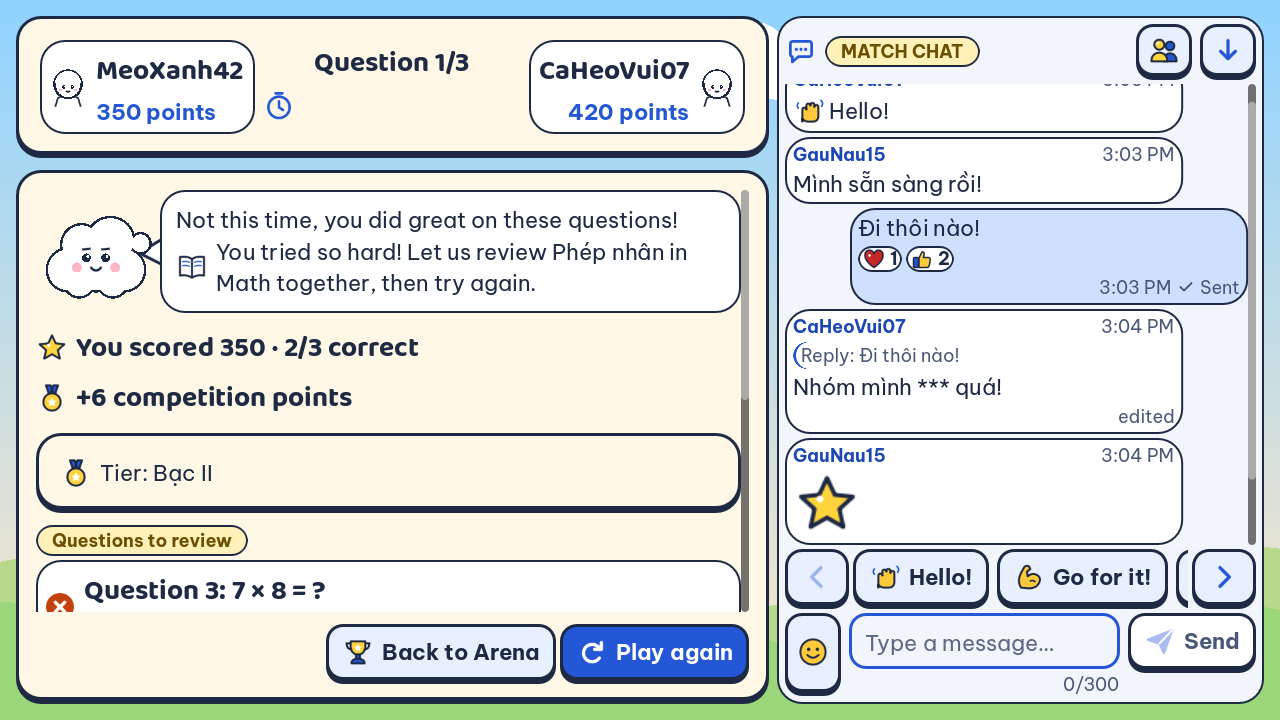 MeoXanh42
350 points
Question 1/3
CaHeoVui07
420 points
Not this time, you did great on these questions!
You tried so hard! Let us review Phép nhân in
Math together, then try again.
You scored 350 · 2/3 correct
+6 competition points
Tier: Bạc II
Questions to review
Question 3: 7 × 8 = ?
Back to Arena
Play again
MATCH CHAT
Hello!
GauNau15 3:03 PM
Mình sẵn sàng rồi!
Đi thôi nào!
1 2
3:03 PM ✓ Sent
CaHeoVui07 3:04 PM
Reply: Đi thôi nào!
Nhóm mình *** quá!
edited
GauNau15 3:04 PM
Hello!
Go for it!
Type a message...
Send
0/300